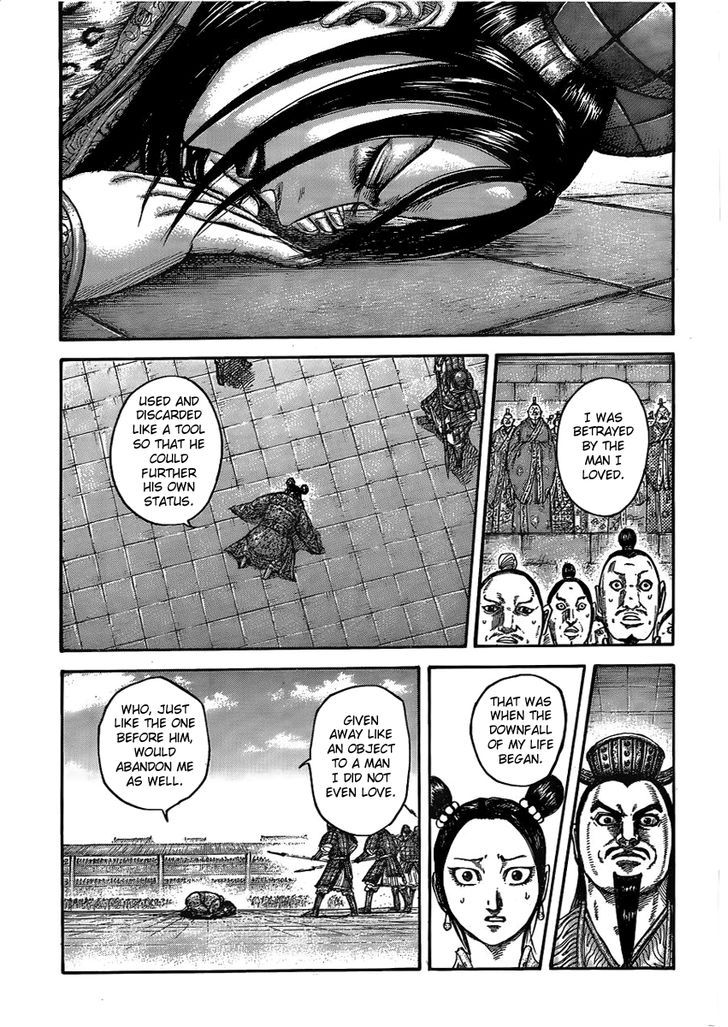 I WAS
BETRAYED
BY THE
MAN I
LOVED.
USED AND
DISCARDED
LIKE A TOOL
SO THAT HE
COULD
FURTHER
HIS OWN
STATUS.
THAT WAS
WHEN THE
DOWNFALL
OF MY LIFE
BEGAN.
GIVEN
AWAY LIKE
AN OBJECT
TO A MAN
I DID NOT
EVEN LOVE.
WHO, JUST
LIKE THE ONE
BEFORE HIM,
WOULD
ABANDON ME
AS WELL.